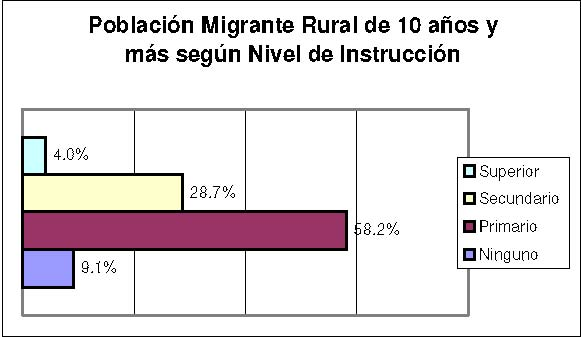 Población Migrante Rural de 10 años y
más según Nivel de Instrucción
4.0%
28.7%
58.2%
9.1%
Superior
Secundario
Primario
Ninguno